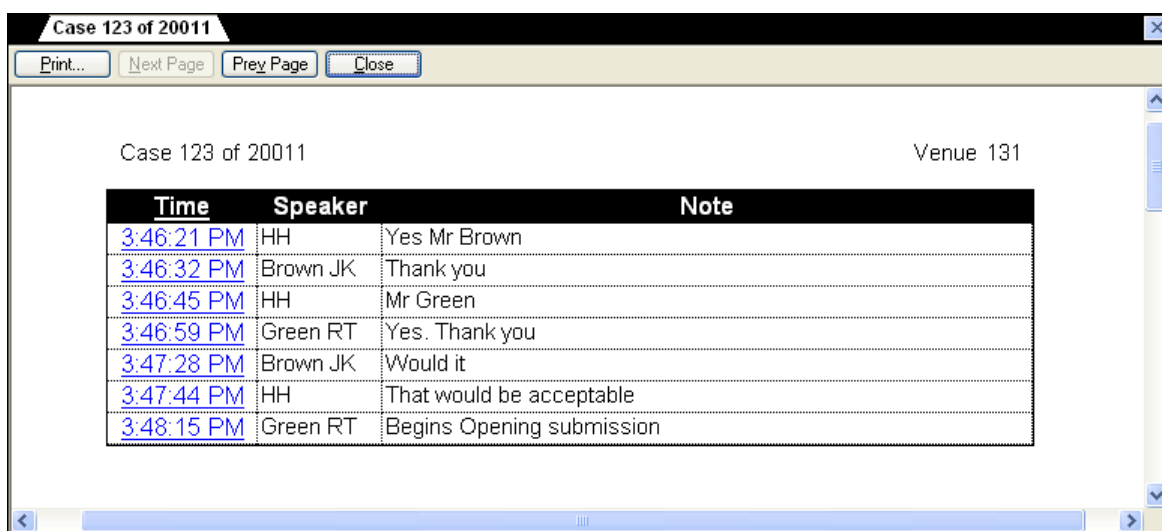 Case 123 of 20011
Print... Next Page Prev Page Close
Case 123 of 20011 Venue 131
Time Speaker Note
3:46:21 PM HH Yes Mr Brown
3:46:32 PM Brown JK Thank you
3:46:45 PM HH Mr Green
3:46:59 PM Green RT Yes. Thank you
3:47:28 PM Brown JK Would it
3:47:44 PM HH That would be acceptable
3:48:15 PM Green RT Begins Opening submission